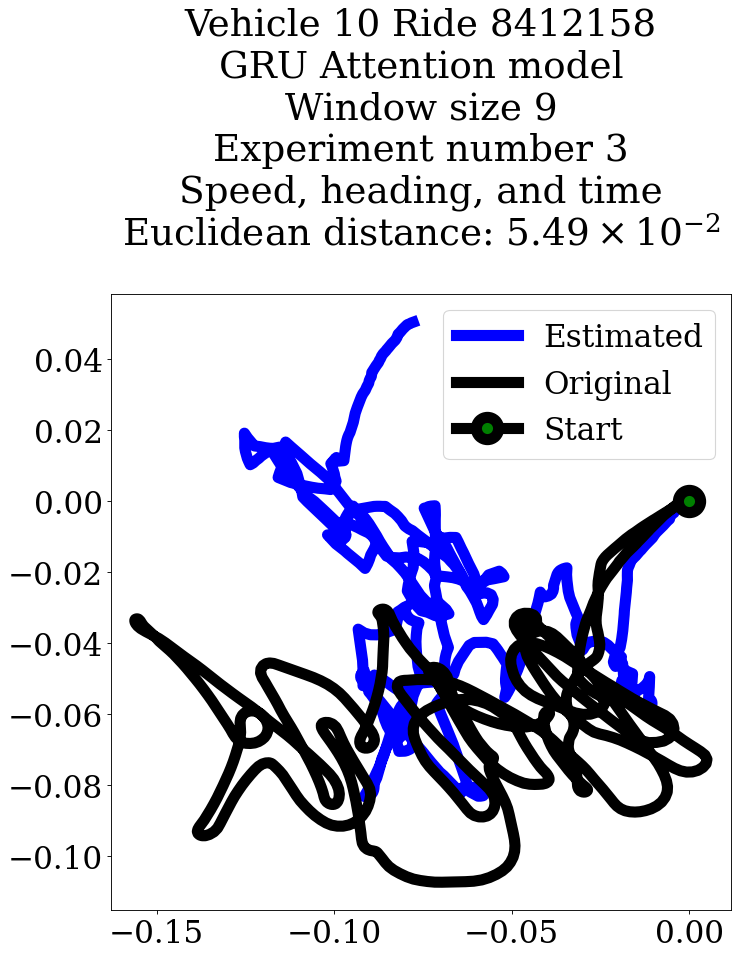 Vehicle 10 Ride 8412158
GRU Attention model
Window size 9
Experiment number 3
Speed, heading, and time
Euclidean distance: 5.49 × 10⁻²
Estimated
Original
Start
0.04
0.02
0.00
−0.02
−0.04
−0.06
−0.08
−0.10
−0.15
−0.10
−0.05
0.00